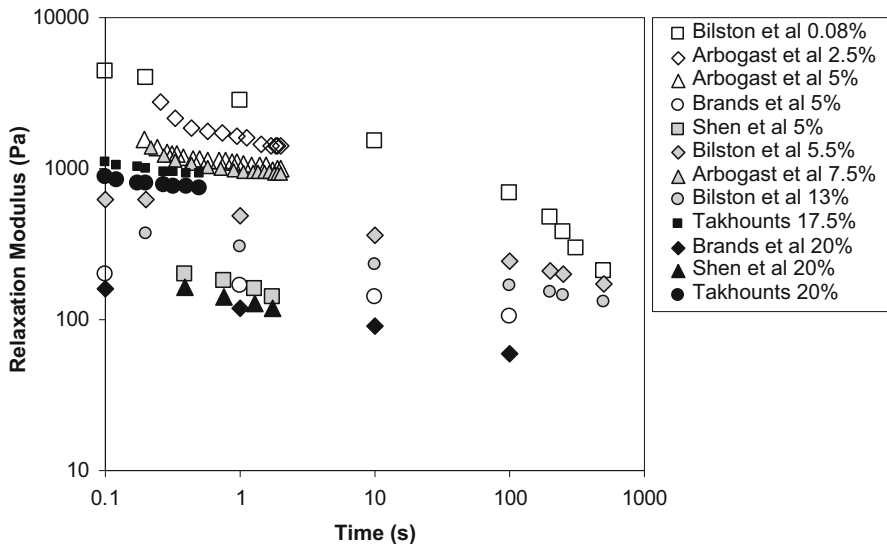 10000
1000
100
10
Relaxation Modulus (Pa)
0.1 1 10 100 1000
Time (s)
Bilston et al 0.08%
Arbogast et al 2.5%
Arbogast et al 5%
Brands et al 5%
Shen et al 5%
Bilston et al 5.5%
Arbogast et al 7.5%
Bilston et al 13%
Takhounts 17.5%
Brands et al 20%
Shen et al 20%
Takhounts 20%